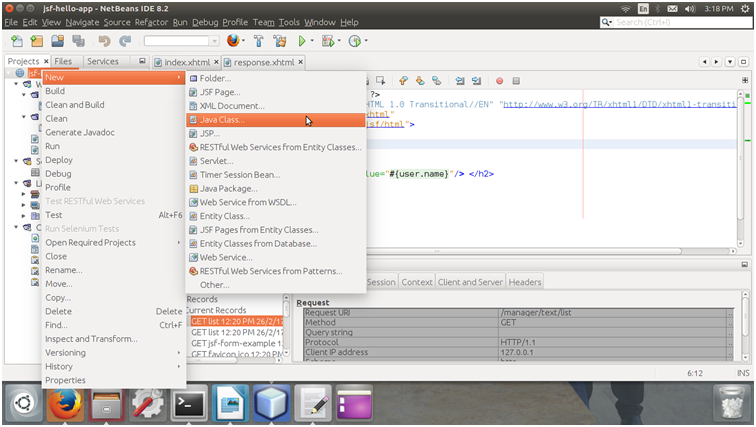 jsf-hello-app - NetBeans IDE 8.2
En
3:18 PM
File Edit View Navigate Source Refactor Run Debug Profile Team Tools Window Help
Search (Ctrl+I)
Projects Files Services
index.xhtml response.xhtml
New
Build
Clean and Build
Clean
Generate Javadoc
Run
Deploy
Debug
Profile
Test RESTful Web Services
Test Alt+F6
Run Selenium Tests
Open Required Projects
Close
Rename...
Move...
Copy...
Delete Delete
Find... Ctrl+F
Inspect and Transform...
Versioning
History
Properties
Folder...
JSF Page...
XML Document...
Java Class...
JSP...
RESTful Web Services from Entity Classes...
Servlet...
Timer Session Bean...
Java Package...
Web Service from WSDL...
Entity Class...
JSF Pages from Entity Classes...
Entity Classes from Database...
Web Service...
RESTful Web Services from Patterns...
Other...
?>
HTML 1.0 Transitional//EN" "http://www.w3.org/TR/xhtml1/DTD/xhtml1-transiti
xhtml"
jsf/html">
alue="#{user.name}"/> </h2>
Records
Current Records
GET list 12:20 PM 26/2/17
GET list 12:20 PM 26/2/1
GET jsf-form-example 1
GET favicon.ico 12:20 PM
Session Context Client and Server Headers
Request
Request URI /manager/text/list
Method GET
Query string
Protocol HTTP/1.1
Client IP address 127.0.0.1
6:12 INS